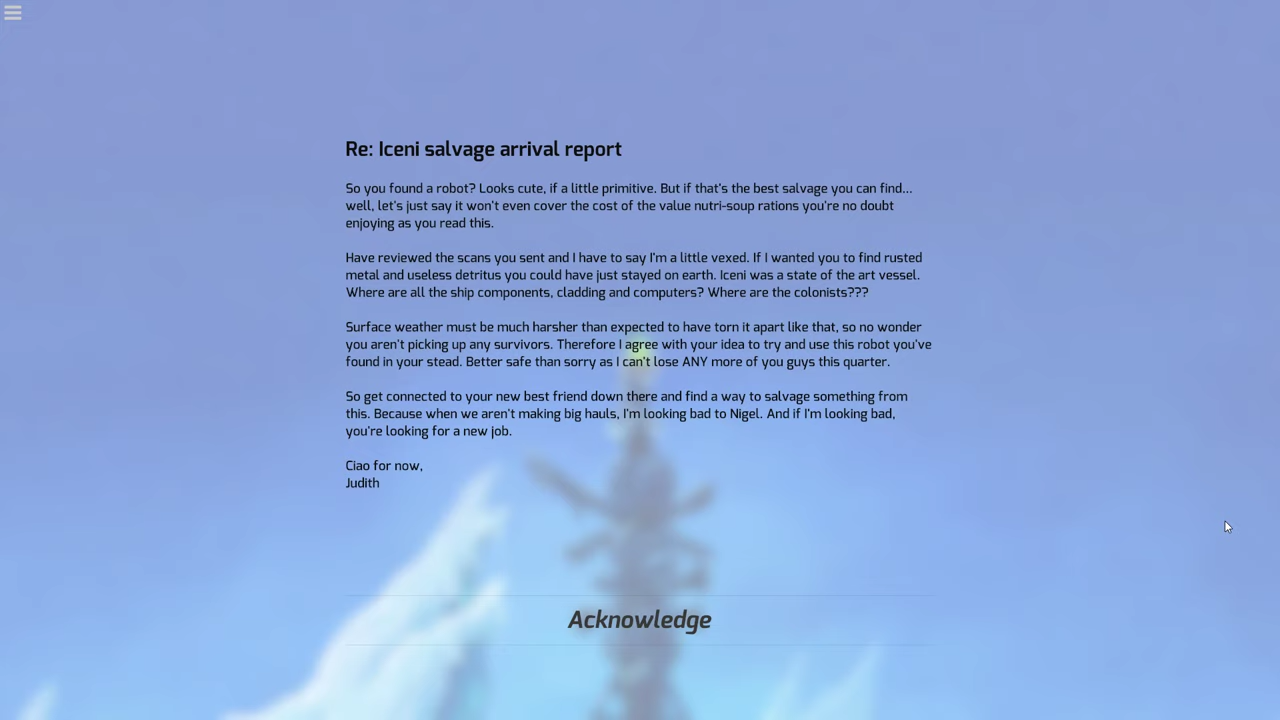 Re: Iceni salvage arrival report
So you found a robot? Looks cute, if a little primitive. But if that's the best salvage you can find...
well, let's just say it won't even cover the cost of the value nutri-soup rations you're no doubt
enjoying as you read this.
Have reviewed the scans you sent and I have to say I'm a little vexed. If I wanted you to find rusted
metal and useless detritus you could have just stayed on earth. Iceni was a state of the art vessel.
Where are all the ship components, cladding and computers? Where are the colonists???
Surface weather must be much harsher than expected to have torn it apart like that, so no wonder
you aren't picking up any survivors. Therefore I agree with your idea to try and use this robot you've
found in your stead. Better safe than sorry as I can't lose ANY more of you guys this quarter.
So get connected to your new best friend down there and find a way to salvage something from
this. Because when we aren't making big hauls, I'm looking bad to Nigel. And if I'm looking bad,
you're looking for a new job.
Ciao for now,
Judith
Acknowledge